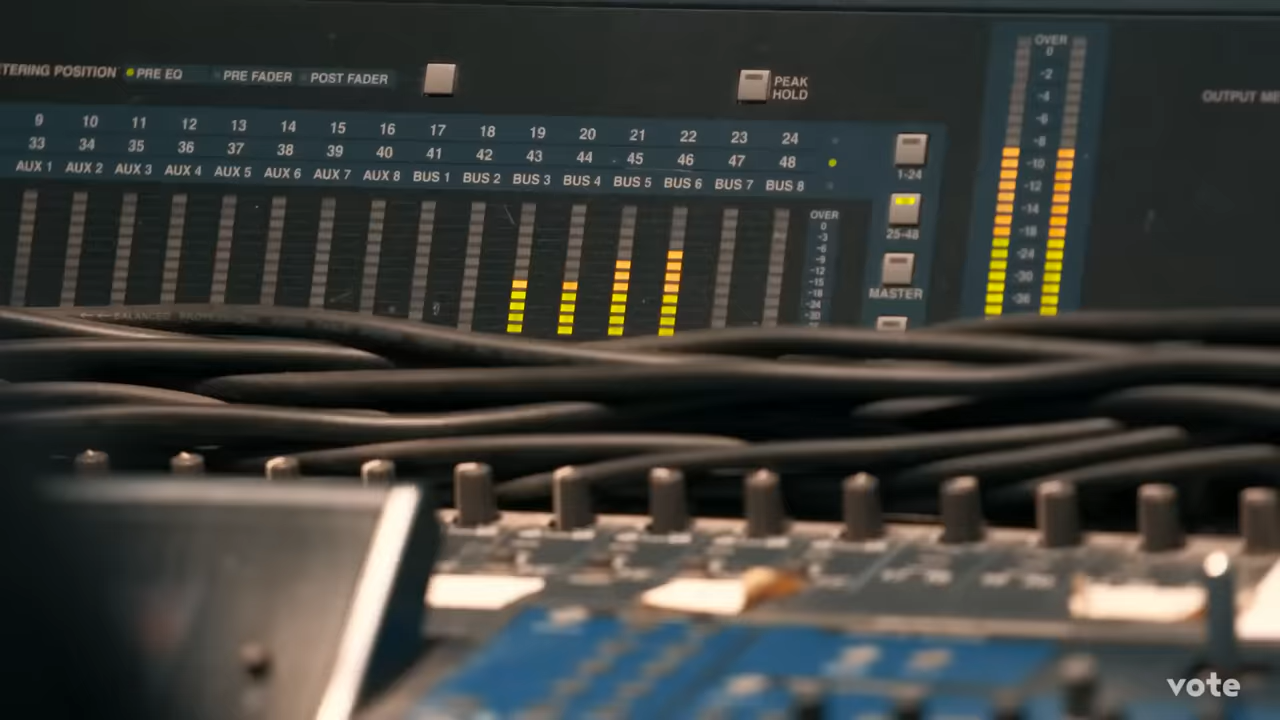 TERING POSITION PRE EQ PRE FADER POST FADER
PEAK
HOLD
OUTPUT ME
9 10 11 12 13 14 15 16 17 18 19 20 21 22 23 24
33 34 35 36 37 38 39 40 41 42 43 44 45 46 47 48
AUX 1 AUX 2 AUX 3 AUX 4 AUX 5 AUX 6 AUX 7 AUX 8 BUS 1 BUS 2 BUS 3 BUS 4 BUS 5 BUS 6 BUS 7 BUS 8
OVER
0
-3
-6
-9
-12
-15
-18
-24
-30
1-24
25-48
MASTER
OVER
0
-2
-4
-6
-8
-10
-12
-14
-18
-24
-30
-36
vote